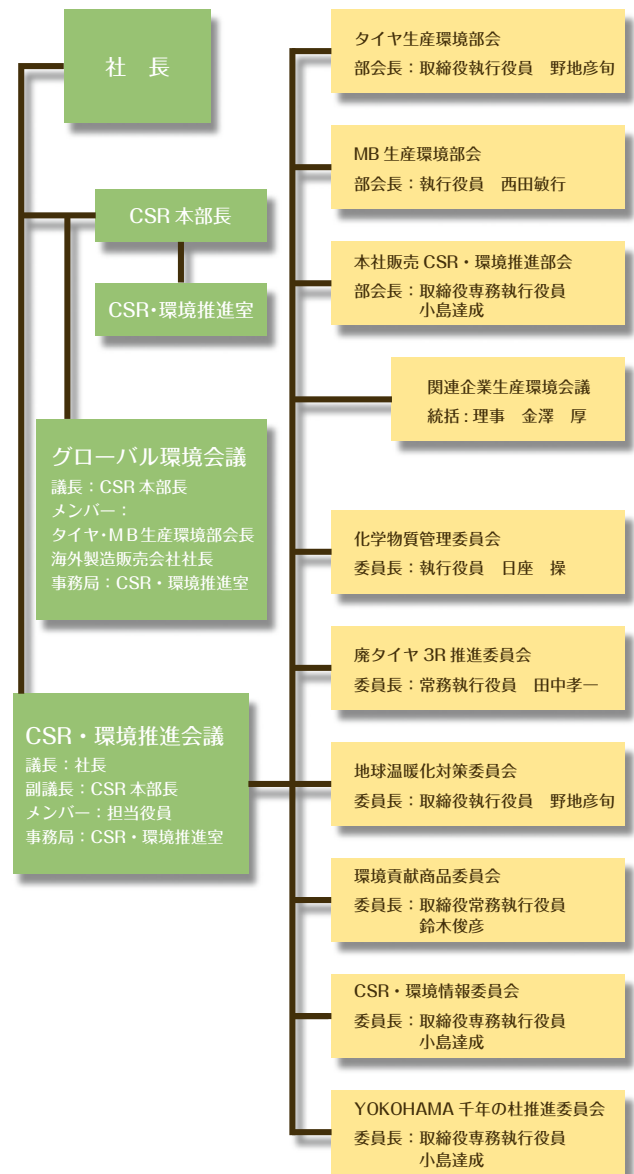 社　長
CSR 本部長
CSR・環境推進室
グローバル環境会議
議長：CSR 本部長
メンバー：
タイヤ・MB生産環境部会長
海外製造販売会社社長
事務局：CSR・環境推進室
CSR・環境推進会議
議長：社長
副議長：CSR 本部長
メンバー：担当役員
事務局：CSR・環境推進室
タイヤ生産環境部会
部会長：取締役執行役員　野地彦旬
MB 生産環境部会
部会長：執行役員　西田敏行
本社販売 CSR・環境推進部会
部会長：取締役専務執行役員
小島達成
関連企業生産環境会議
統括：理事　金澤　厚
化学物質管理委員会
委員長：執行役員　日座　操
廃タイヤ 3R 推進委員会
委員長：常務執行役員　田中孝一
地球温暖化対策委員会
委員長：取締役執行役員　野地彦旬
環境貢献商品委員会
委員長：取締役常務執行役員
鈴木俊彦
CSR・環境情報委員会
委員長：取締役専務執行役員
小島達成
YOKOHAMA 千年の杜推進委員会
委員長：取締役専務執行役員
小島達成